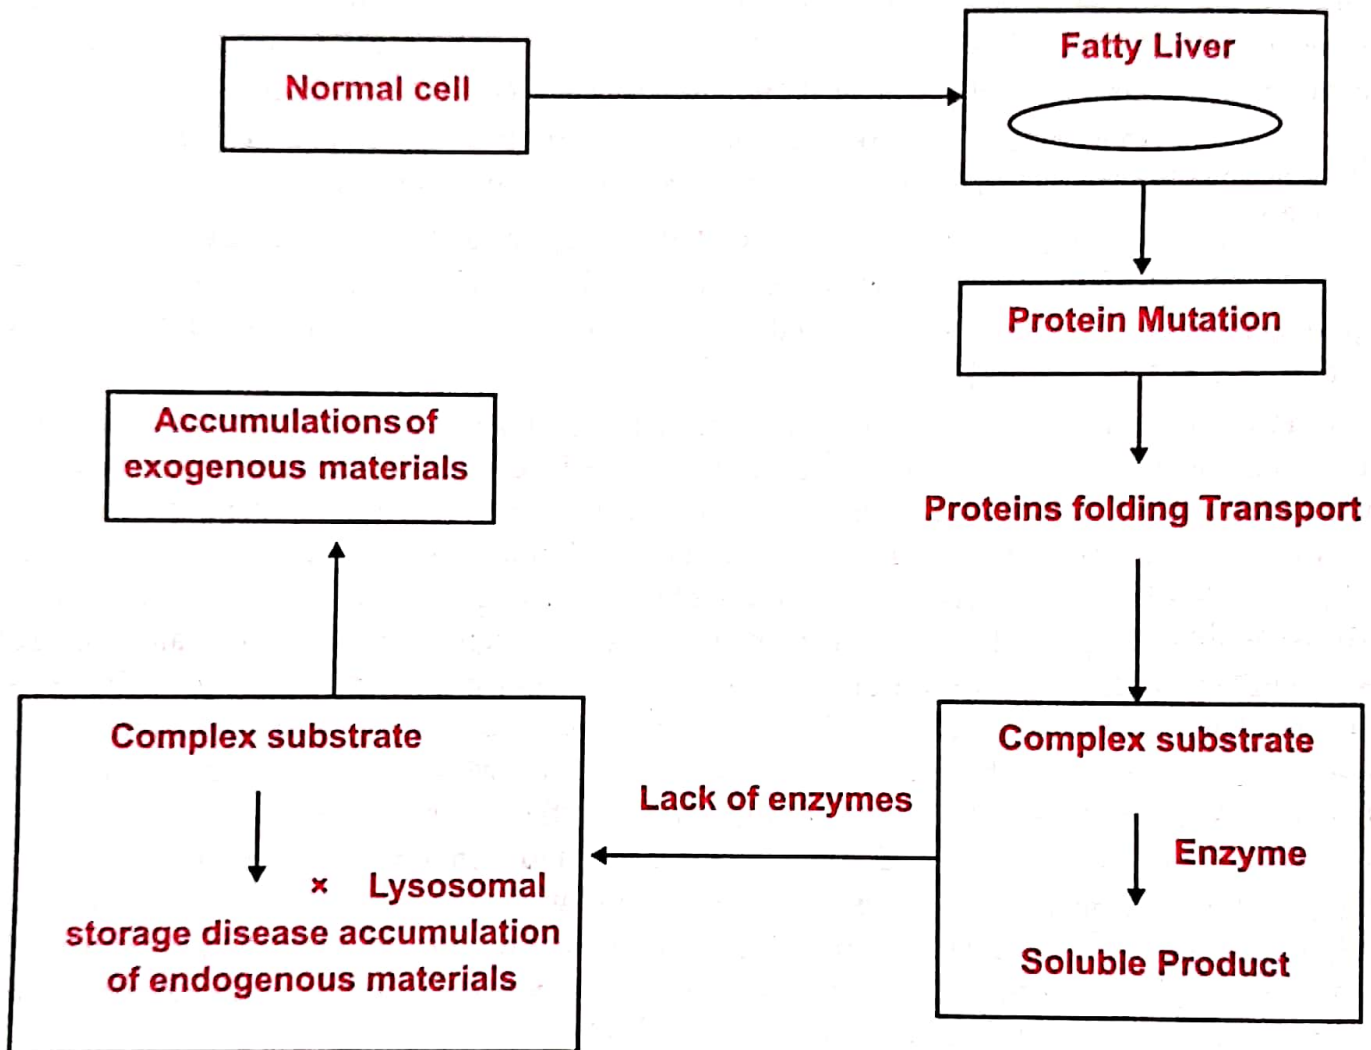 Normal cell
Fatty Liver
Protein Mutation
Proteins folding Transport
Complex substrate
Enzyme
Soluble Product
Lack of enzymes
Complex substrate
× Lysosomal
storage disease accumulation
of endogenous materials
Accumulations of
exogenous materials